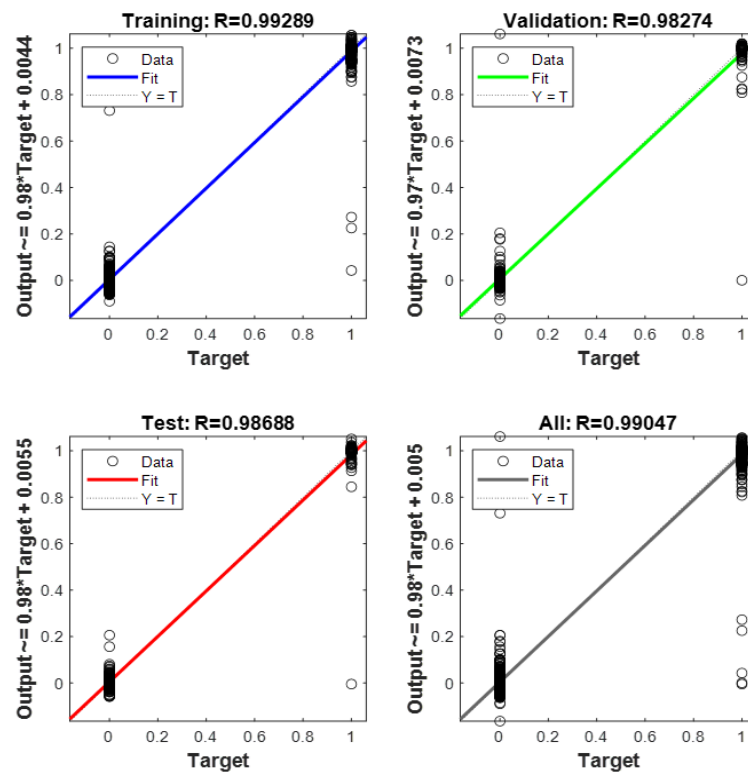 Training: R=0.99289
Output ~= 0.98*Target + 0.0044
Data
Fit
Y = T
1
0.8
0.6
0.4
0.2
0
0 0.2 0.4 0.6 0.8 1
Target
Validation: R=0.98274
Output ~= 0.97*Target + 0.0073
Data
Fit
Y = T
1
0.8
0.6
0.4
0.2
0
0 0.2 0.4 0.6 0.8 1
Target
Test: R=0.98688
Output ~= 0.98*Target + 0.0055
Data
Fit
Y = T
1
0.8
0.6
0.4
0.2
0
0 0.2 0.4 0.6 0.8 1
Target
All: R=0.99047
Output ~= 0.98*Target + 0.005
Data
Fit
Y = T
1
0.8
0.6
0.4
0.2
0
0 0.2 0.4 0.6 0.8 1
Target